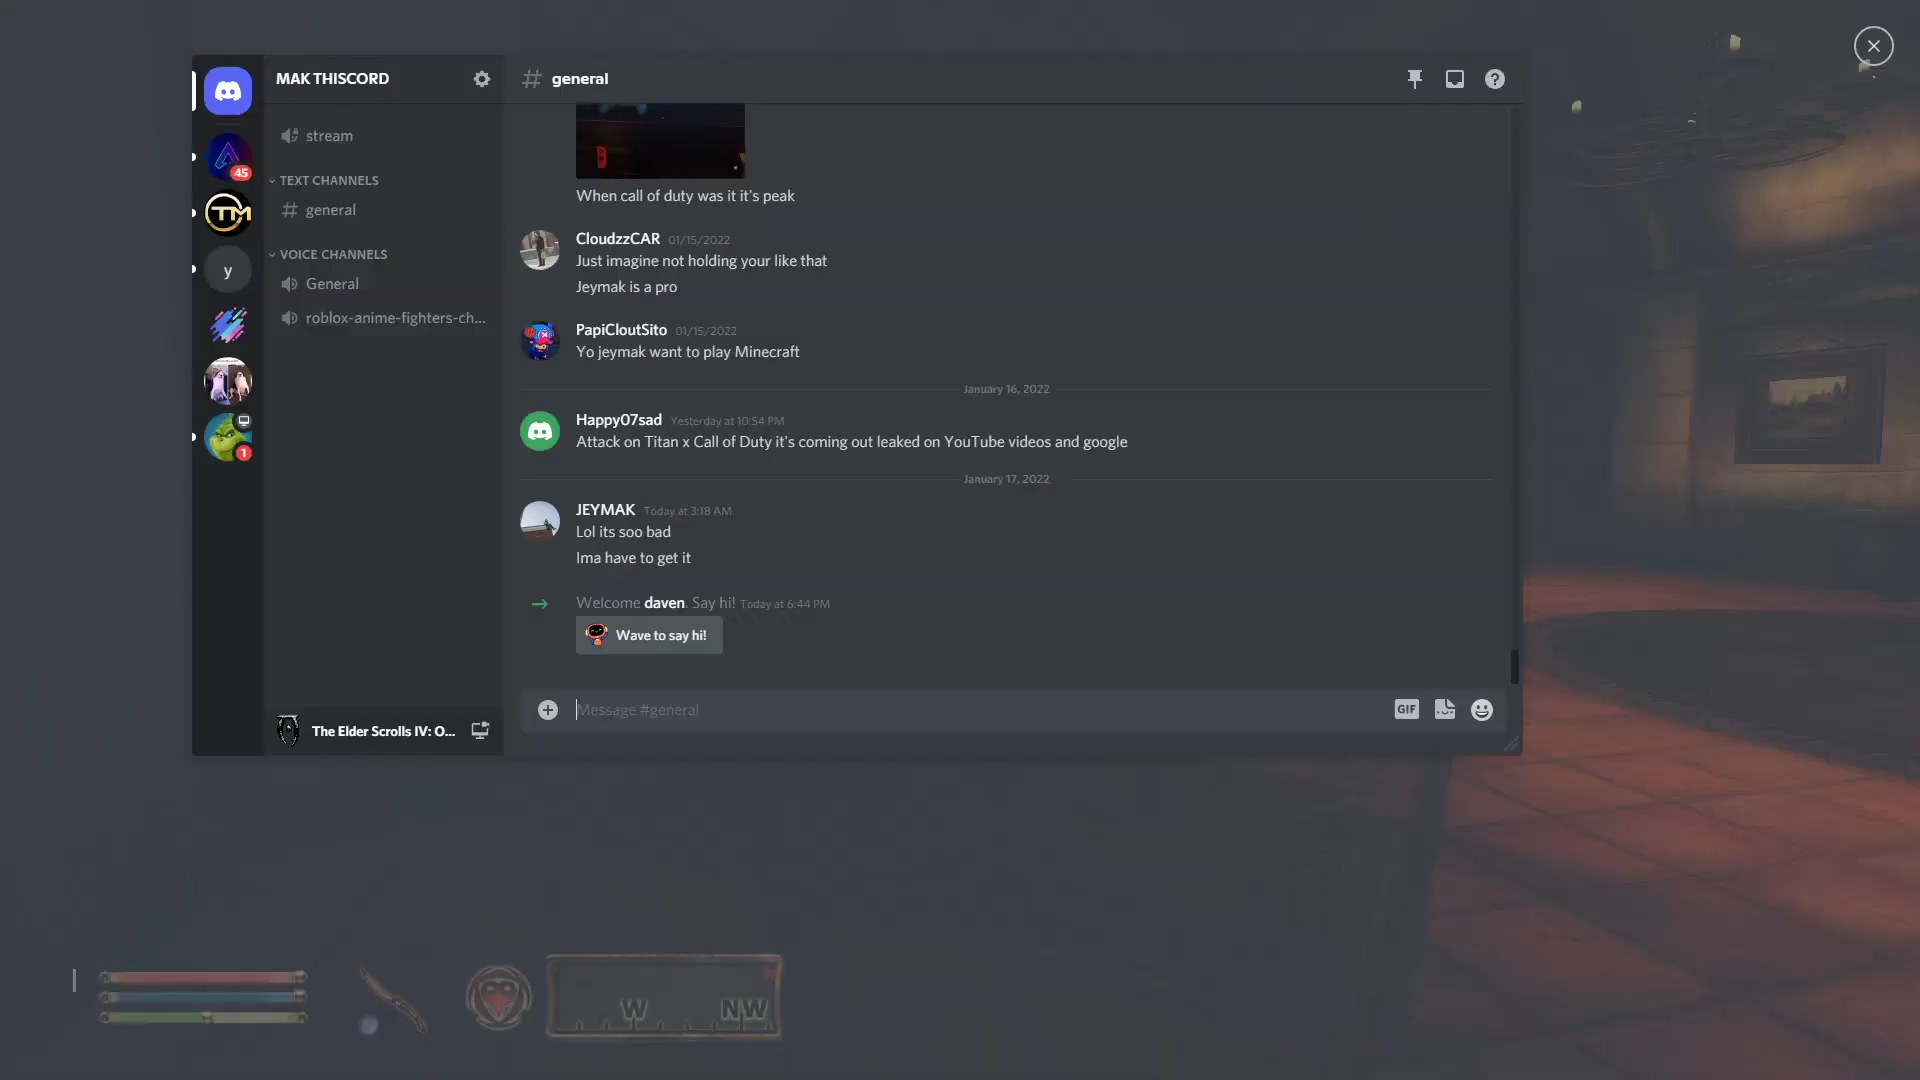 MAK THISCORD
general
stream
TEXT CHANNELS
general
VOICE CHANNELS
General
roblox-anime-fighters-ch...
45
TM
y
1
The Elder Scrolls IV: O...
When call of duty was it it's peak
CloudzzCAR 01/15/2022
Just imagine not holding your like that
Jeymak is a pro
PapiCloutSito 01/15/2022
Yo jeymak want to play Minecraft
January 16, 2022
Happy07sad Yesterday at 10:54 PM
Attack on Titan x Call of Duty it's coming out leaked on YouTube videos and google
January 17, 2022
JEYMAK Today at 3:18 AM
Lol its soo bad
Ima have to get it
Welcome daven. Say hi! Today at 6:44 PM
Wave to say hi!
Message #general
GIF
W NW